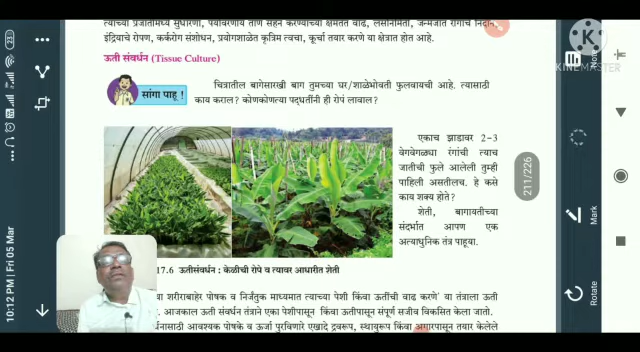 त्याच्या प्रजातीमध्ये सुधारणा, पर्यावरणीय ताण सहन करण्याच्या क्षमतेत वाढ, लसनिर्मिती, जन्मजात रोगांचे निदान,
इंद्रियाचे रोपण, कर्करोग संशोधन, प्रयोगशाळेत कृत्रिम त्वचा, कूर्चा तयार करणे या क्षेत्रात होत आहे.
ऊती संवर्धन (Tissue Culture)
सांगा पाहू !
चित्रातील बागेसारखी बाग तुमच्या घर/शाळेभोवती फुलवायची आहे. त्यासाठी
काय कराल? कोणकोणत्या पद्धतींनी ही रोपं लावाल?
एकाच झाडावर 2-3
वेगवेगळ्या रंगांची त्याच
जातीची फुले आलेली तुम्ही
पाहिली असतीलच. हे कसे
काय शक्य होते?
शेती, बागायतीच्या
संदर्भात आपण एक
अत्याधुनिक तंत्र पाहूया.
17.6 ऊतीसंवर्धन : केळीची रोपे व त्यावर आधारीत शेती
वा शरीराबाहेर पोषक व निर्जंतुक माध्यमात त्याच्या पेशी किंवा ऊतींची वाढ करणे' या तंत्राला ऊती
. आजकाल ऊती संवर्धन तंत्राने एका पेशीपासून किंवा ऊतीपासून संपूर्ण सजीव विकसित केला जातो.
र्धनासाठी आवश्यक पोषके व ऊर्जा पुरविणारे एखादे द्रवरूप, स्थायुरूप किंवा अगारपासून तयार केलेले
211/226
Note
Mark
Rotate
10:12 PM | Fri 05 Mar
23
KINEMASTER